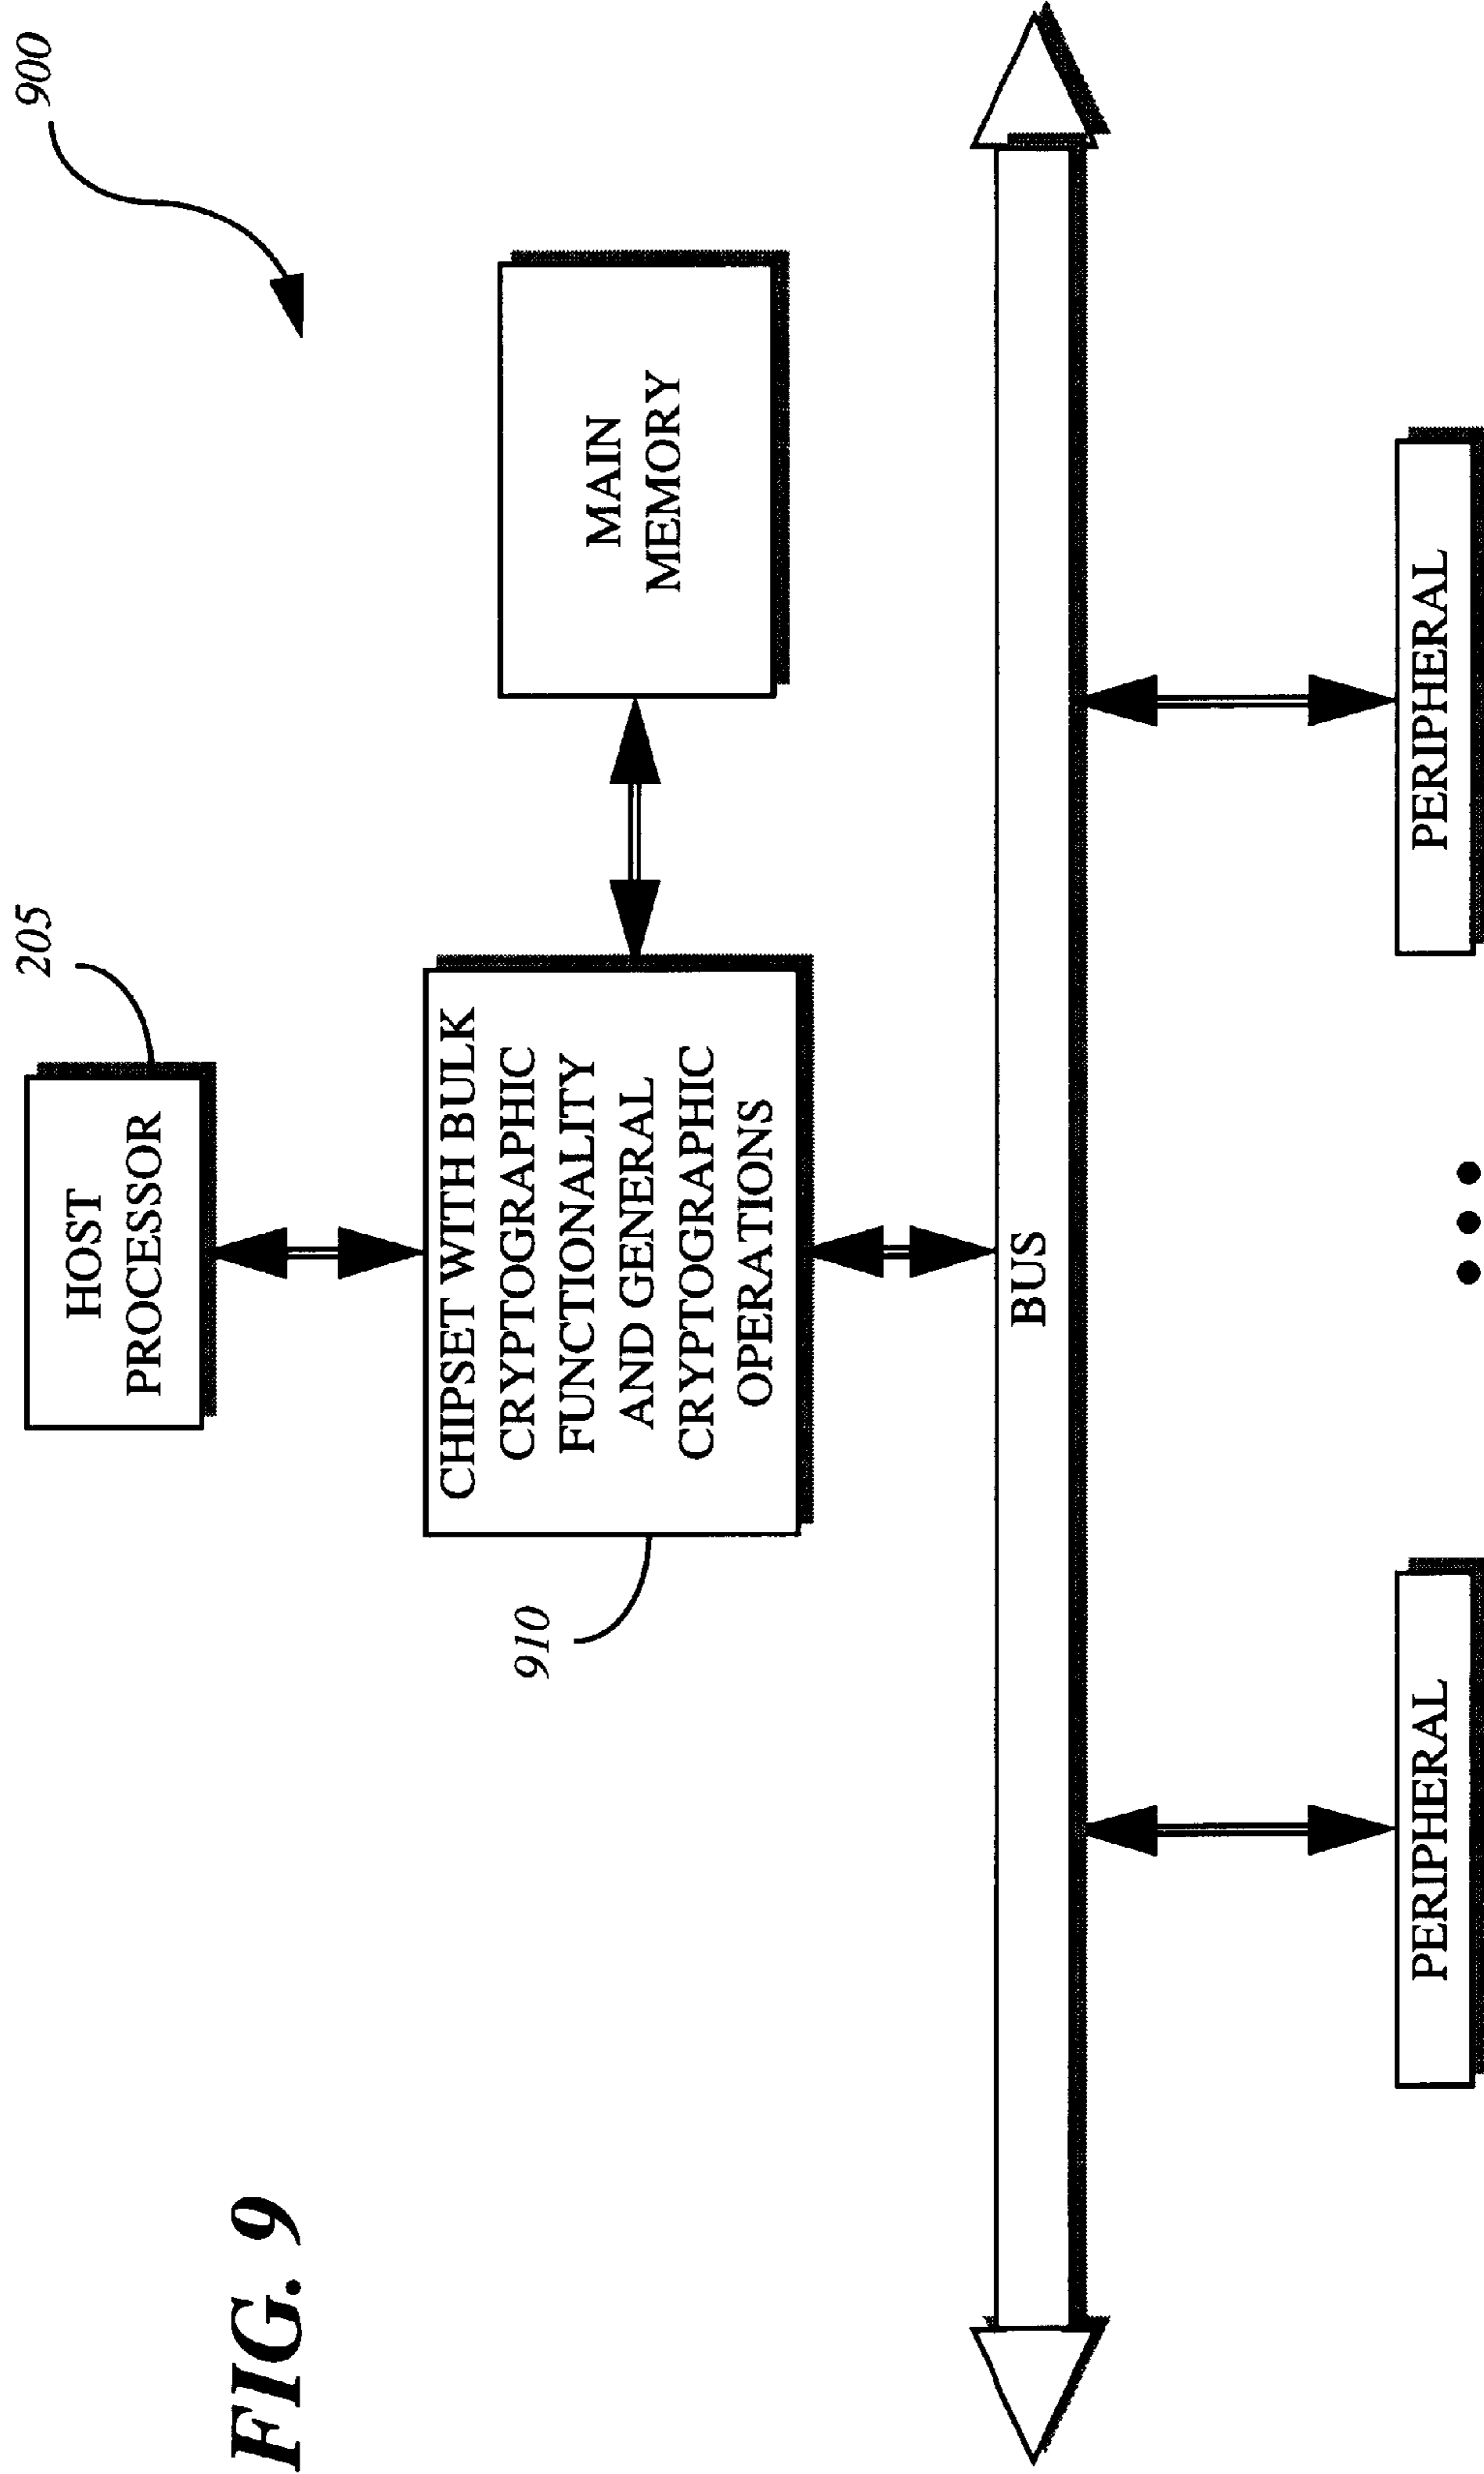 FIG. 9
900
205
HOST
PROCESSOR
910
CHIPSET WITH BULK
CRYPTOGRAPHIC
FUNCTIONALITY
AND GENERAL
CRYPTOGRAPHIC
OPERATIONS
MAIN
MEMORY
BUS
PERIPHERAL
PERIPHERAL